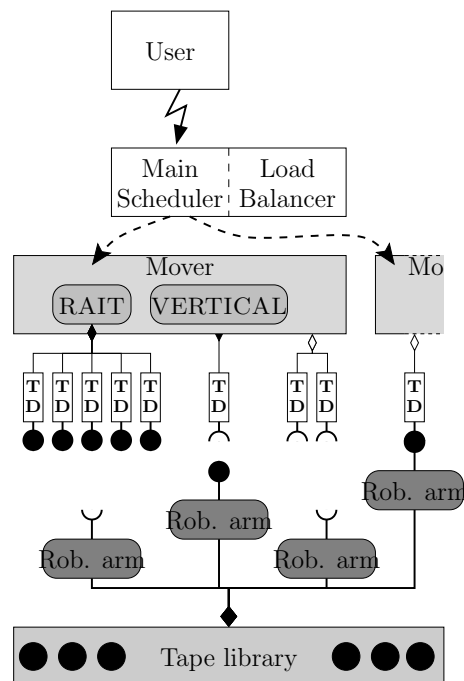 User
Main Load
Scheduler Balancer
Mover Mo
RAIT VERTICAL
T T T T T T T T T
D D D D D D D D D
Rob. arm
Rob. arm
Rob. arm Rob. arm
Tape library